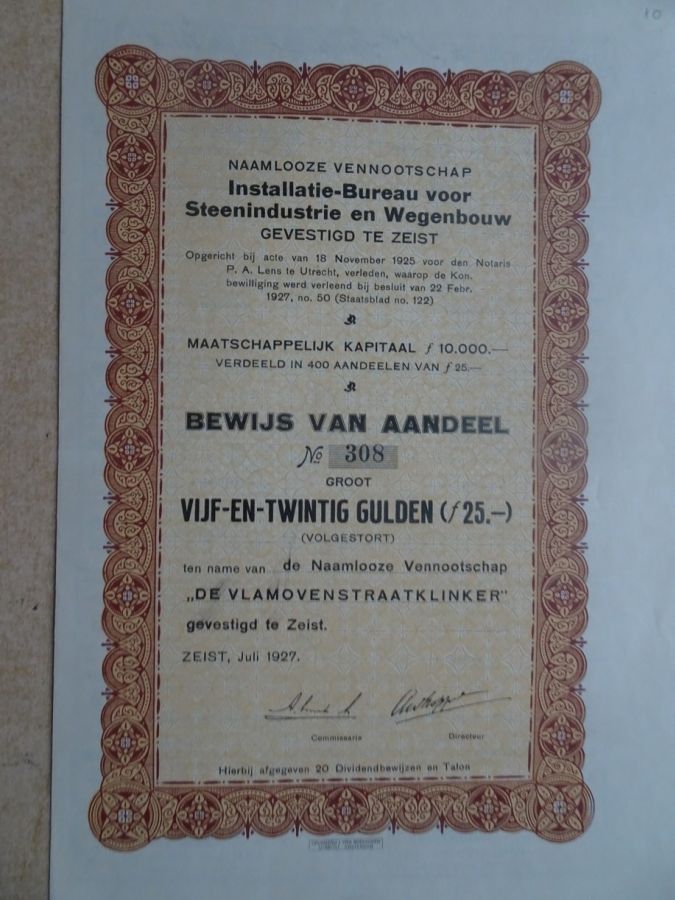 10
NAAMLOOZE VENNOOTSCHAP
Installatie-Bureau voor
Steenindustrie en Wegenbouw
GEVESTIGD TE ZEIST
Opgericht bij acte van 18 November 1925 voor den Notaris
P. A. Lens te Utrecht, verleden, waarop de Kon.
bewilliging werd verleend bij besluit van 22 Febr.
1927, no. 50 (Staatsblad no. 122)
MAATSCHAPPELIJK KAPITAAL ƒ 10.000.—
VERDEELD IN 400 AANDEELEN VAN ƒ 25.—
BEWIJS VAN AANDEEL
No 308
GROOT
VIJF-EN-TWINTIG GULDEN (ƒ 25.—)
(VOLGESTORT)
ten name van de Naamlooze Vennootschap
„DE VLAMOVENSTRAATKLINKER"
gevestigd te Zeist.
ZEIST, Juli 1927.
Commissaris Directeur
Hierbij afgegeven 20 Dividendbewijzen en Talon